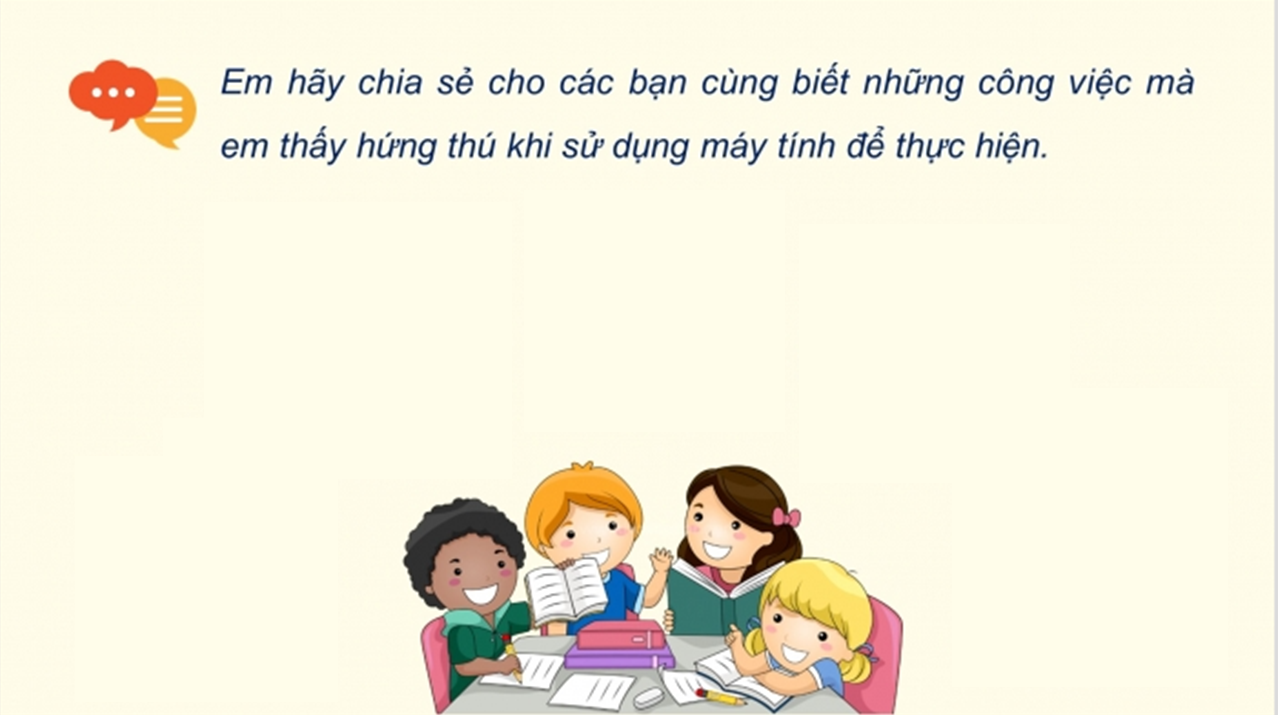 Em hãy chia sẻ cho các bạn cùng biết những công việc mà
em thấy hứng thú khi sử dụng máy tính để thực hiện.